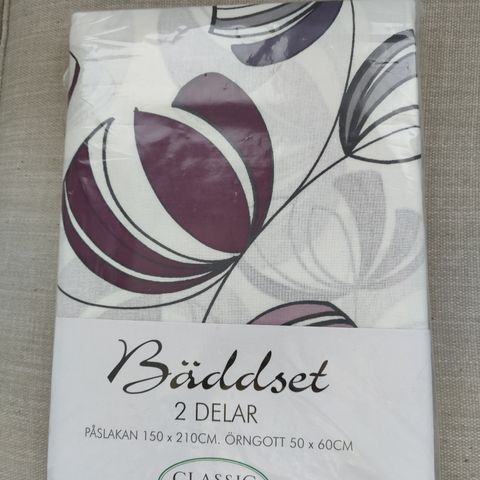 Bäddset
2 DELAR
PÅSLAKAN 150 x 210CM. ÖRNGOTT 50 x 60CM
CLASSIC